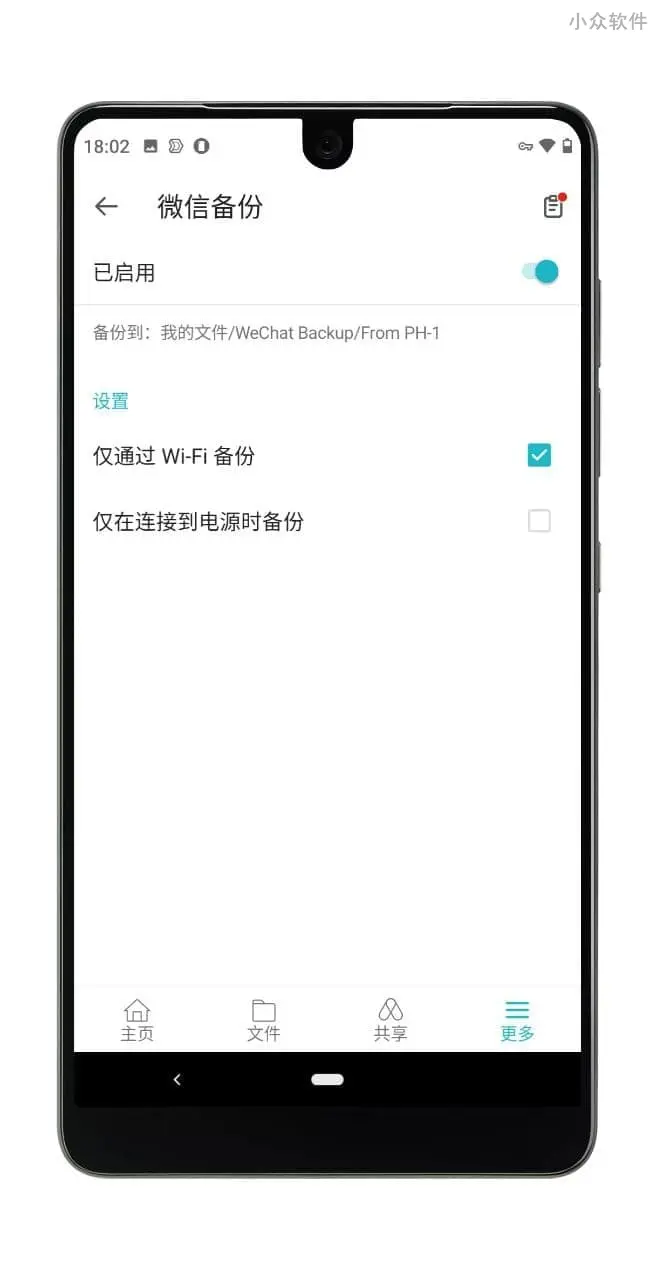 小众软件
18:02
微信备份
已启用
备份到：我的文件/WeChat Backup/From PH-1
设置
仅通过 Wi-Fi 备份
仅在连接到电源时备份
主页 文件 共享 更多